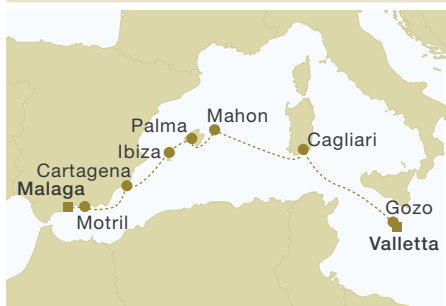 Mahon
Palma
Cagliari
Ibiza
Cartagena
Malaga
Motril
Gozo
Valletta